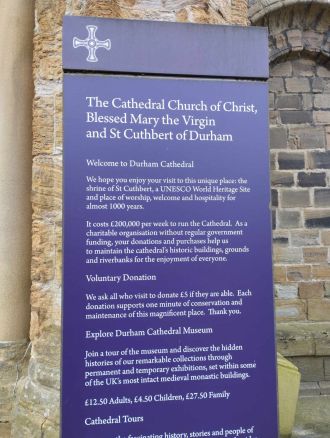 The Cathedral Church of Christ,
Blessed Mary the Virgin
and St Cuthbert of Durham
Welcome to Durham Cathedral
We hope you enjoy your visit to this unique place: the
shrine of St Cuthbert, a UNESCO World Heritage Site
and place of worship, welcome and hospitality for
almost 1000 years.
It costs £200,000 per week to run the Cathedral. As a
charitable organisation without regular government
funding, your donations and purchases help us
to maintain the cathedral's historic buildings, grounds
and riverbanks for the enjoyment of everyone.
Voluntary Donation
We ask all who visit to donate £5 if they are able. Each
donation supports one minute of conservation and
maintenance of this magnificent place. Thank you.
Explore Durham Cathedral Museum
Join a tour of the museum and discover the hidden
histories of our remarkable collections through
permanent and temporary exhibitions, set within some
of the UK's most intact medieval monastic buildings.
£12.50 Adults, £4.50 Children, £27.50 Family
Cathedral Tours
the fascinating history, stories and people of